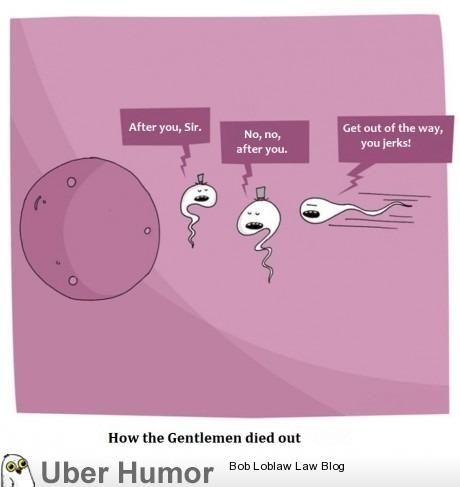 After you, Sir.
No, no,
after you.
Get out of the way,
you jerks!
How the Gentlemen died out
Uber Humor
Bob Loblaw Law Blog